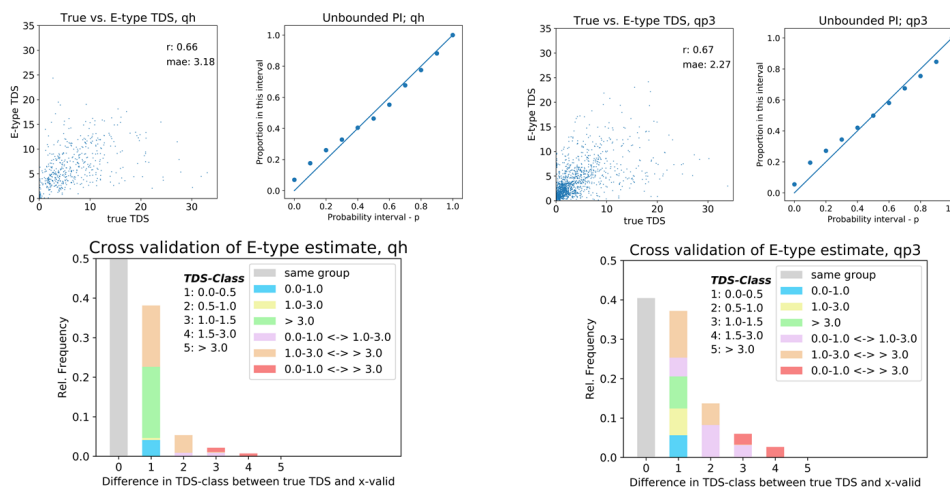 True vs. E-type TDS, qh
35
30
25
20
15
10
5
0
0
10
20
30
E-type TDS
true TDS
r: 0.66
mae: 3.18
Unbounded PI; qh
1.0
0.8
0.6
0.4
0.2
0.0
0.0
0.2
0.4
0.6
0.8
1.0
Proportion in this interval
Probability interval - p
True vs. E-type TDS, qp3
35
30
25
20
15
10
5
0
0
10
20
30
E-type TDS
true TDS
r: 0.67
mae: 2.27
Unbounded PI; qp3
1.0
0.8
0.6
0.4
0.2
0.0
0.0
0.2
0.4
0.6
0.8
1
Proportion in this interval
Probability interval - p
Cross validation of E-type estimate, qh
0.5
0.4
0.3
0.2
0.1
0.0
0
1
2
3
4
5
Rel. Frequency
Difference in TDS-class between true TDS and x-valid
TDS-Class
1: 0.0-0.5
2: 0.5-1.0
3: 1.0-1.5
4: 1.5-3.0
5: > 3.0
same group
0.0-1.0
1.0-3.0
> 3.0
0.0-1.0 <-> 1.0-3.0
1.0-3.0 <-> > 3.0
0.0-1.0 <-> > 3.0
Cross validation of E-type estimate, qp3
0.5
0.4
0.3
0.2
0.1
0.0
0
1
2
3
4
5
Rel. Frequency
Difference in TDS-class between true TDS and x-valid
TDS-Class
1: 0.0-0.5
2: 0.5-1.0
3: 1.0-1.5
4: 1.5-3.0
5: > 3.0
same group
0.0-1.0
1.0-3.0
> 3.0
0.0-1.0 <-> 1.0-3.0
1.0-3.0 <-> > 3.0
0.0-1.0 <-> > 3.0